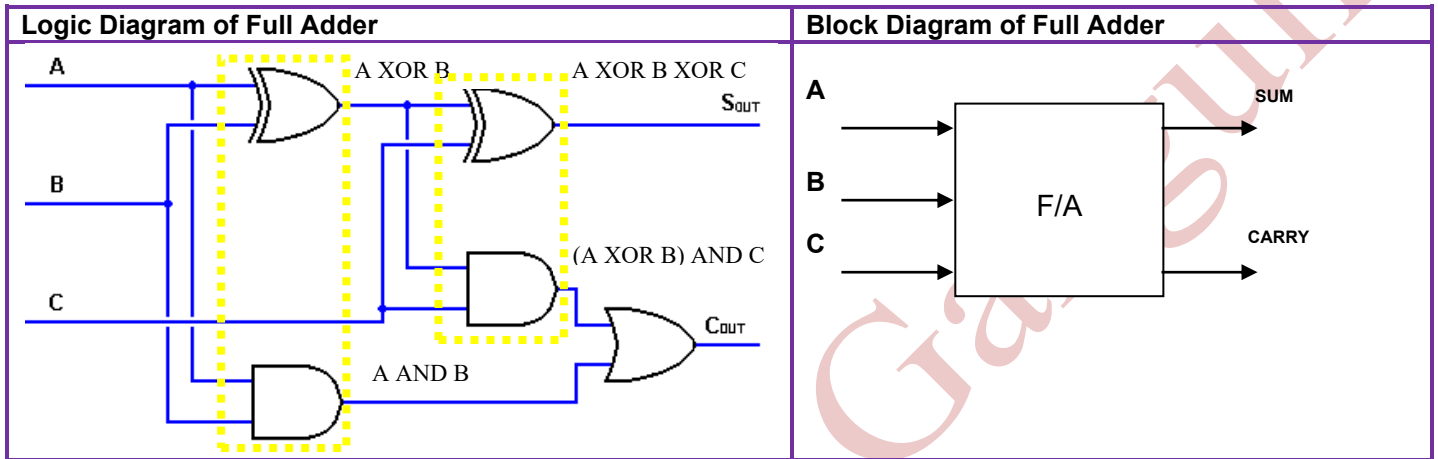 Logic Diagram of Full Adder
Block Diagram of Full Adder
A
A XOR B
A XOR B XOR C
SOUT
B
(A XOR B) AND C
C
COUT
A AND B
A
SUM
B
F/A
C
CARRY